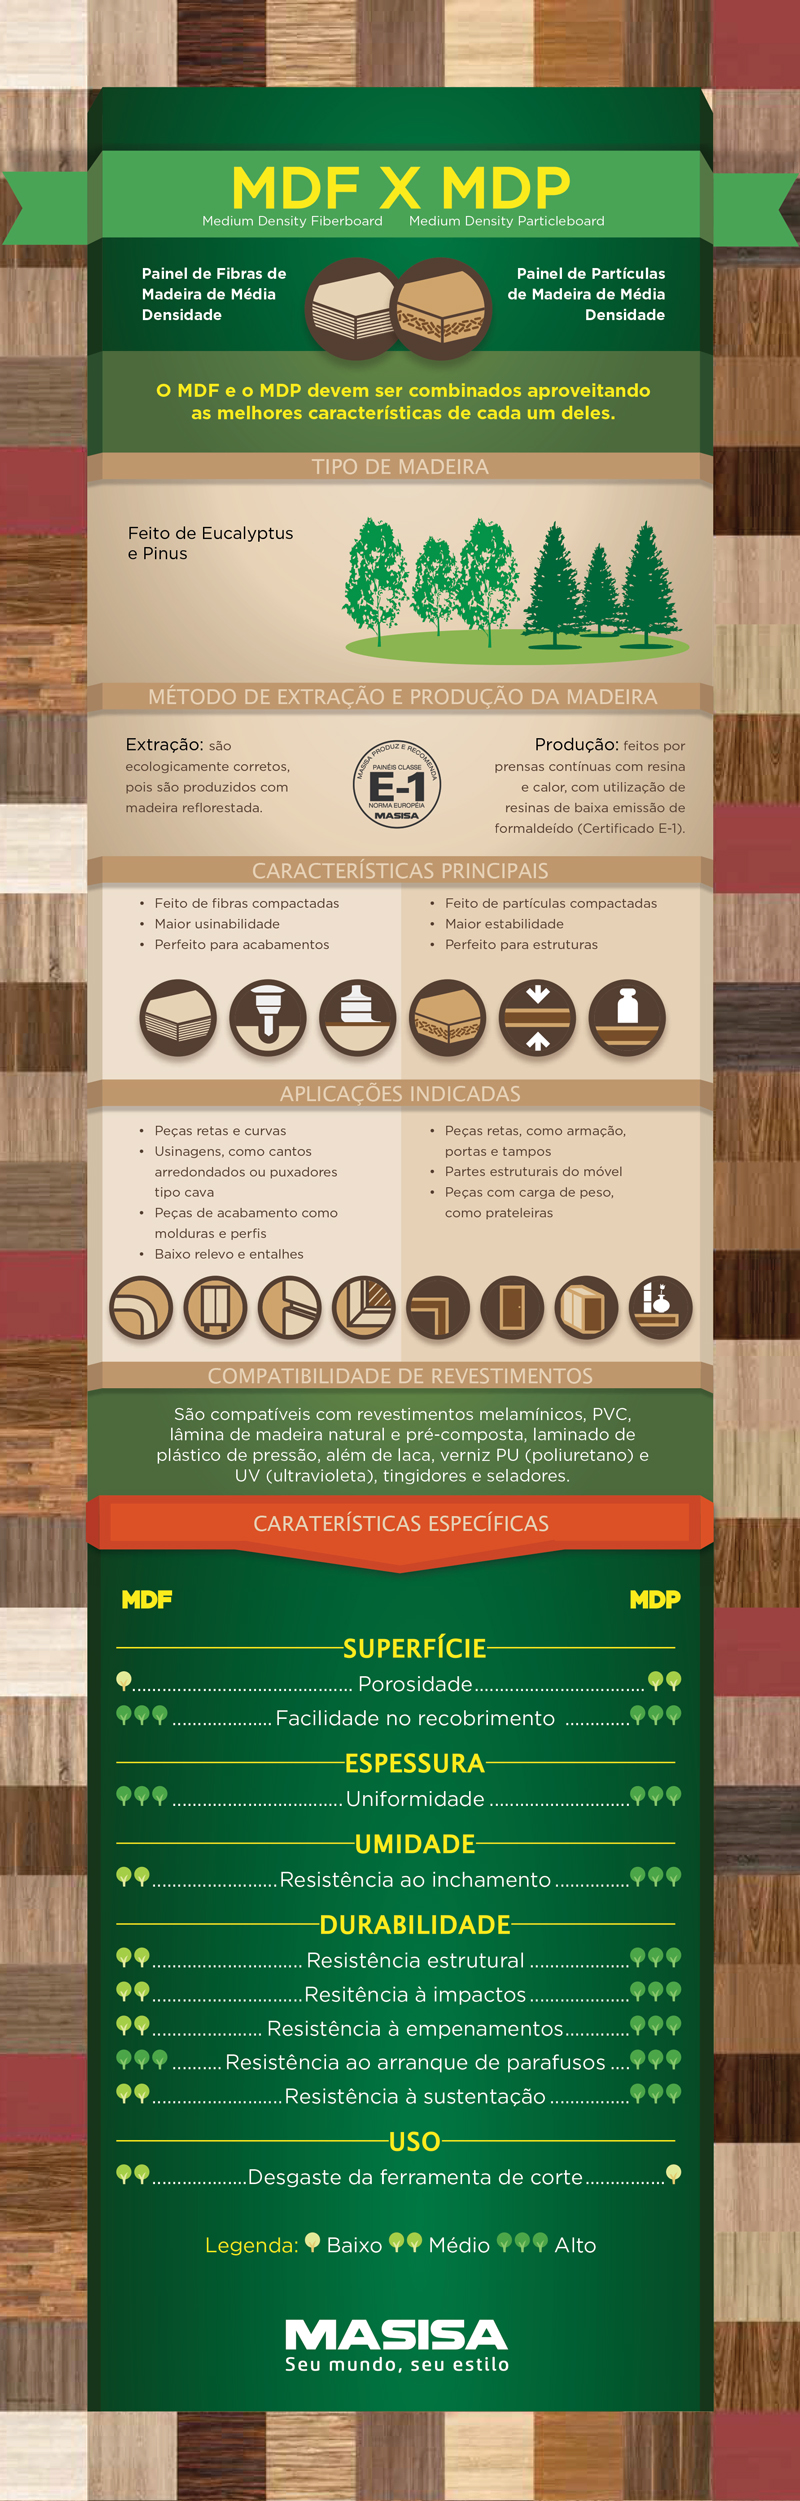 MDF X MDP
Medium Density Fiberboard Medium Density Particleboard
Painel de Fibras de
Madeira de Média
Densidade
Painel de Partículas
de Madeira de Média
Densidade
O MDF e o MDP devem ser combinados aproveitando
as melhores características de cada um deles.
TIPO DE MADEIRA
Feito de Eucalyptus
e Pinus
MÉTODO DE EXTRAÇÃO E PRODUÇÃO DA MADEIRA
Extração: são
ecologicamente corretos,
pois são produzidos com
madeira reflorestada.
MASISA PRODUZ E RECOMENDA
PAINÉIS CLASSE
E-1
NORMA EUROPÉIA
MASISA
Produção: feitos por
prensas contínuas com resina
e calor, com utilização de
resinas de baixa emissão de
formaldeído (Certificado E-1).
CARACTERÍSTICAS PRINCIPAIS
• Feito de fibras compactadas
• Maior usinabilidade
• Perfeito para acabamentos
• Feito de partículas compactadas
• Maior estabilidade
• Perfeito para estruturas
APLICAÇÕES INDICADAS
• Peças retas e curvas
• Usinagens, como cantos
arredondados ou puxadores
tipo cava
• Peças de acabamento como
molduras e perfis
• Baixo relevo e entalhes
• Peças retas, como armação,
portas e tampos
• Partes estruturais do móvel
• Peças com carga de peso,
como prateleiras
COMPATIBILIDADE DE REVESTIMENTOS
São compatíveis com revestimentos melamínicos, PVC,
lâmina de madeira natural e pré-composta, laminado de
plástico de pressão, além de laca, verniz PU (poliuretano) e
UV (ultravioleta), tingidores e seladores.
CARATERÍSTICAS ESPECÍFICAS
MDF MDP
SUPERFÍCIE
Porosidade
Facilidade no recobrimento
ESPESSURA
Uniformidade
UMIDADE
Resistência ao inchamento
DURABILIDADE
Resistência estrutural
Resitência à impactos
Resistência à empenamentos
Resistência ao arranque de parafusos
Resistência à sustentação
USO
Desgaste da ferramenta de corte
Legenda: Baixo Médio Alto
MASISA
Seu mundo, seu estilo